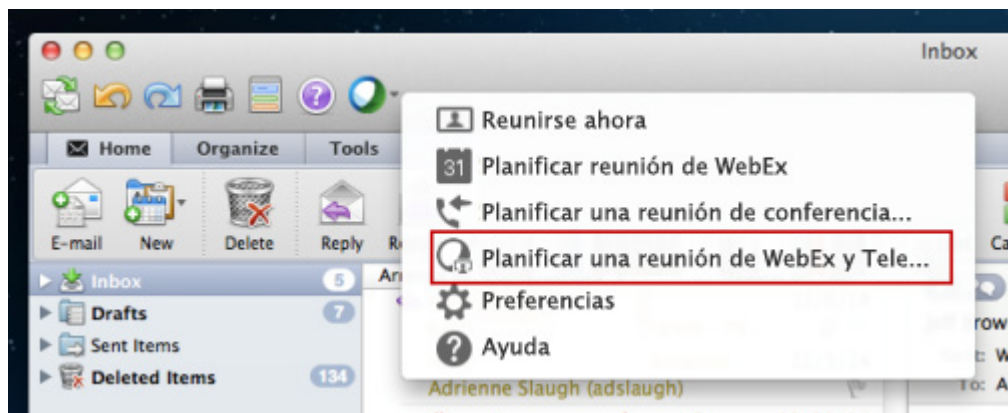 Inbox
Reunirse ahora
31 Planificar reunión de WebEx
Planificar una reunión de conferencia...
Planificar una reunión de WebEx y Tele...
Preferencias
? Ayuda
?
Home Organize Tools
E-mail New Delete Reply
Inbox 5
Drafts 7
Sent Items
Deleted Items 134
Adrienne Slaugh (adslaugh)
To: A